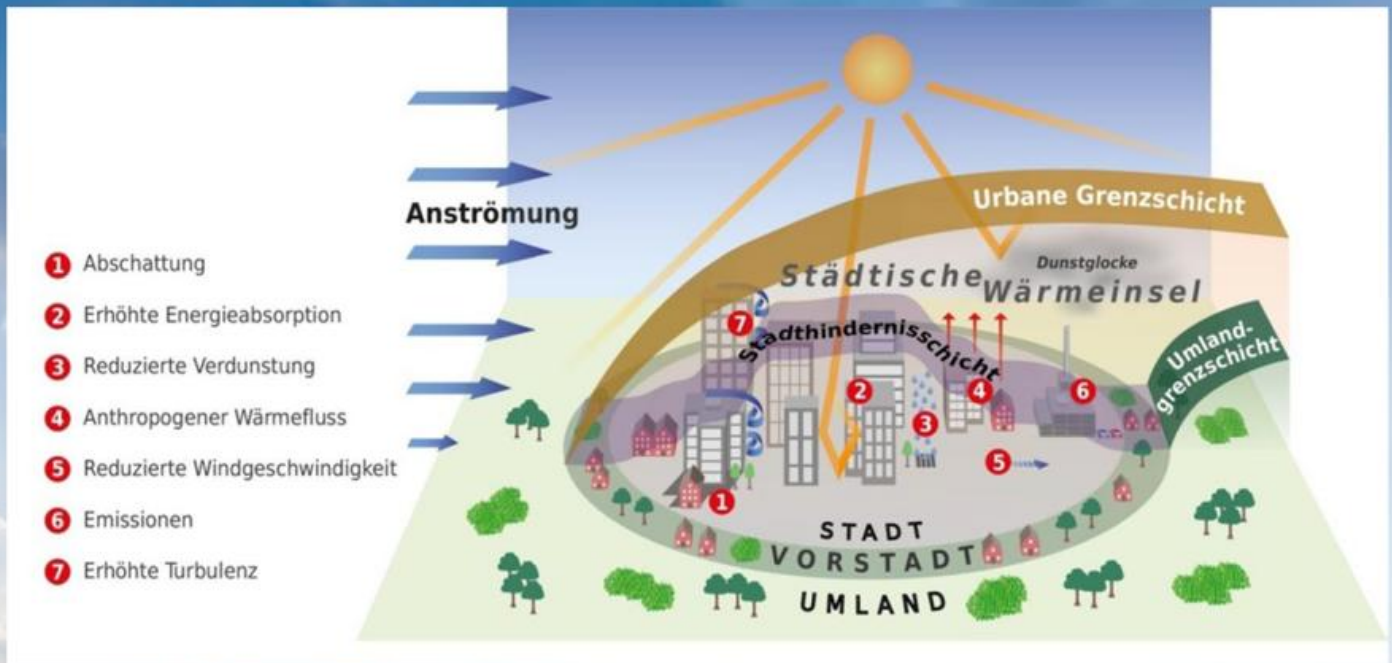 Anströmung
1 Abschattung
2 Erhöhte Energieabsorption
3 Reduzierte Verdunstung
4 Anthropogener Wärmefluss
5 Reduzierte Windgeschwindigkeit
6 Emissionen
7 Erhöhte Turbulenz
Urbane Grenzschicht
Dunstglocke
Städtische
Wärmeinsel
Stadthindernisschicht
Umland-
grenzschicht
7
2
4
6
3
5
1
STADT
VORSTADT
UMLAND